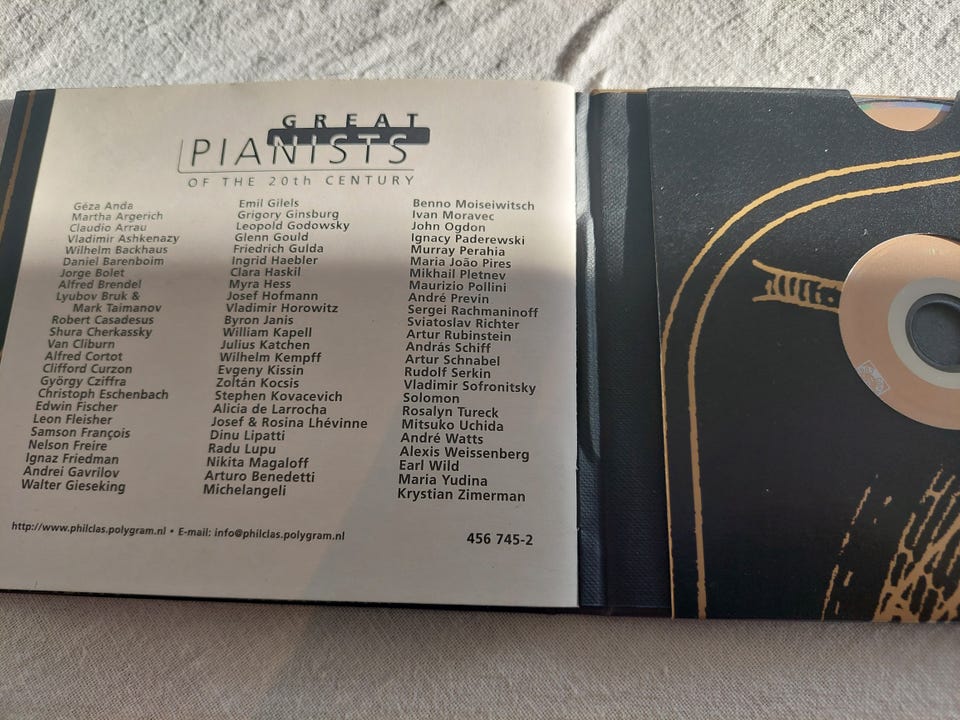 GREAT
PIANISTS
OF THE 20th CENTURY
Géza Anda
Martha Argerich
Claudio Arrau
Vladimir Ashkenazy
Wilhelm Backhaus
Daniel Barenboim
Jorge Bolet
Alfred Brendel
Lyubov Bruk &
Mark Taimanov
Robert Casadesus
Shura Cherkassky
Van Cliburn
Alfred Cortot
Clifford Curzon
György Cziffra
Christoph Eschenbach
Edwin Fischer
Leon Fleisher
Samson François
Nelson Freire
Ignaz Friedman
Andrei Gavrilov
Walter Gieseking
Emil Gilels
Grigory Ginsburg
Leopold Godowsky
Glenn Gould
Friedrich Gulda
Ingrid Haebler
Clara Haskil
Myra Hess
Josef Hofmann
Vladimir Horowitz
Byron Janis
William Kapell
Julius Katchen
Wilhelm Kempff
Evgeny Kissin
Zoltán Kocsis
Stephen Kovacevich
Alicia de Larrocha
Josef & Rosina Lhévinne
Dinu Lipatti
Radu Lupu
Nikita Magaloff
Arturo Benedetti
Michelangeli
Benno Moiseiwitsch
Ivan Moravec
John Ogdon
Ignacy Paderewski
Murray Perahia
Maria João Pires
Mikhail Pletnev
Maurizio Pollini
André Previn
Sergei Rachmaninoff
Sviatoslav Richter
Artur Rubinstein
András Schiff
Artur Schnabel
Rudolf Serkin
Vladimir Sofronitsky
Solomon
Rosalyn Tureck
Mitsuko Uchida
André Watts
Alexis Weissenberg
Earl Wild
Maria Yudina
Krystian Zimerman
http://www.philclas.polygram.nl • E-mail: info@philclas.polygram.nl
456 745-2